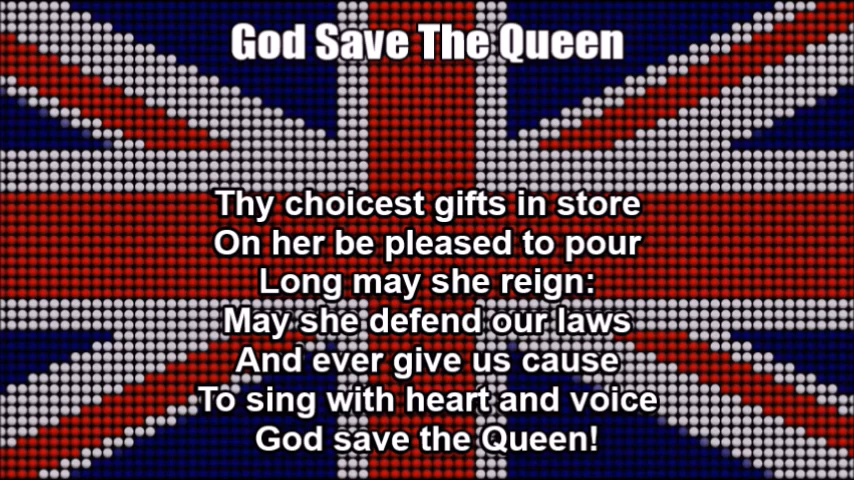 God Save The Queen
Thy choicest gifts in store
On her be pleased to pour
Long may she reign:
May she defend our laws
And ever give us cause
To sing with heart and voice
God save the Queen!